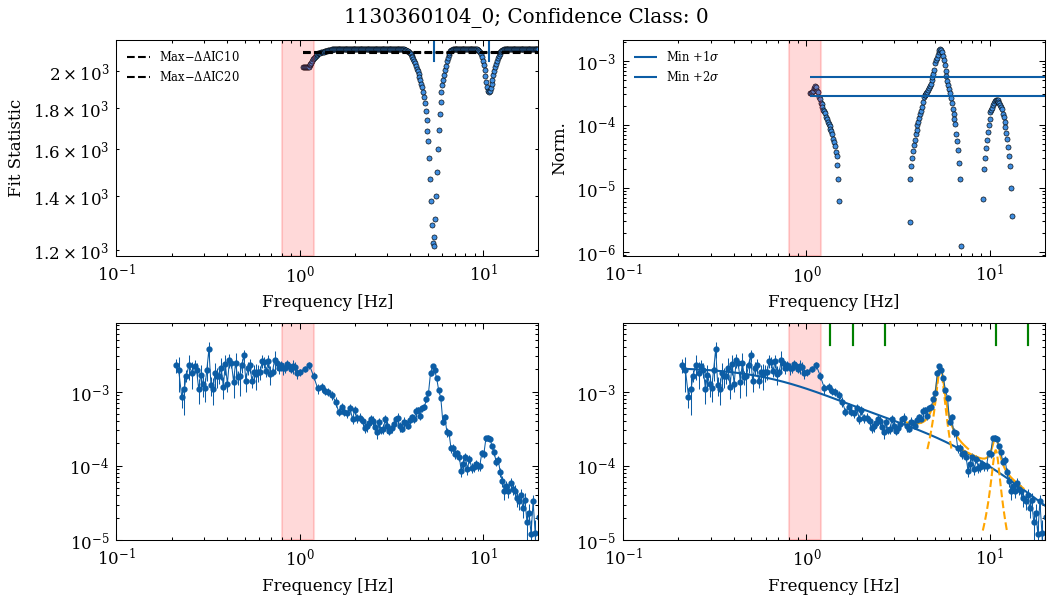 1130360104_0; Confidence Class: 0
Max−ΔAIC10
Max−ΔAIC20
Fit Statistic
2 × 10³
1.8 × 10³
1.6 × 10³
1.4 × 10³
1.2 × 10³
10⁻¹ 10⁰ 10¹
Frequency [Hz]
Min +1σ
Min +2σ
Norm.
10⁻³
10⁻⁴
10⁻⁵
10⁻⁶
10⁻¹ 10⁰ 10¹
Frequency [Hz]
10⁻³
10⁻⁴
10⁻⁵
10⁻¹ 10⁰ 10¹
Frequency [Hz]
10⁻³
10⁻⁴
10⁻⁵
10⁻¹ 10⁰ 10¹
Frequency [Hz]